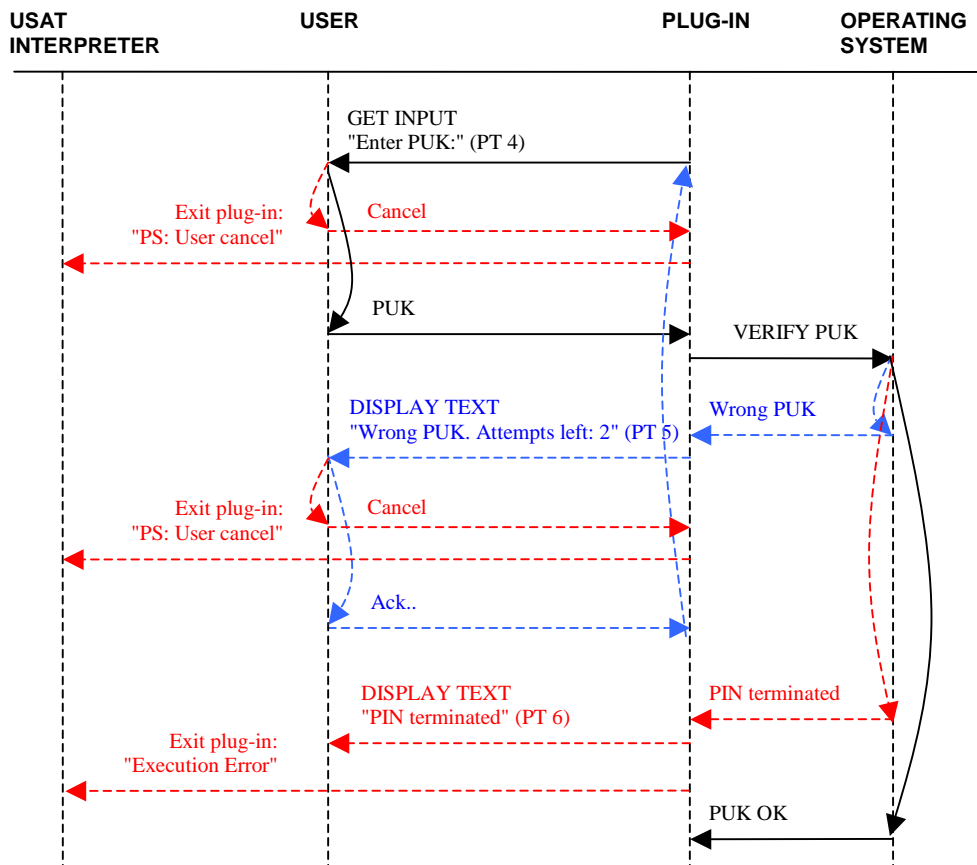 USAT
INTERPRETER
USER
PLUG-IN
OPERATING
SYSTEM
GET INPUT
"Enter PUK:" (PT 4)
Exit plug-in:
"PS: User cancel"
Cancel
PUK
VERIFY PUK
DISPLAY TEXT
"Wrong PUK. Attempts left: 2" (PT 5)
Wrong PUK
Exit plug-in:
"PS: User cancel"
Cancel
Ack..
DISPLAY TEXT
"PIN terminated" (PT 6)
PIN terminated
Exit plug-in:
"Execution Error"
PUK OK